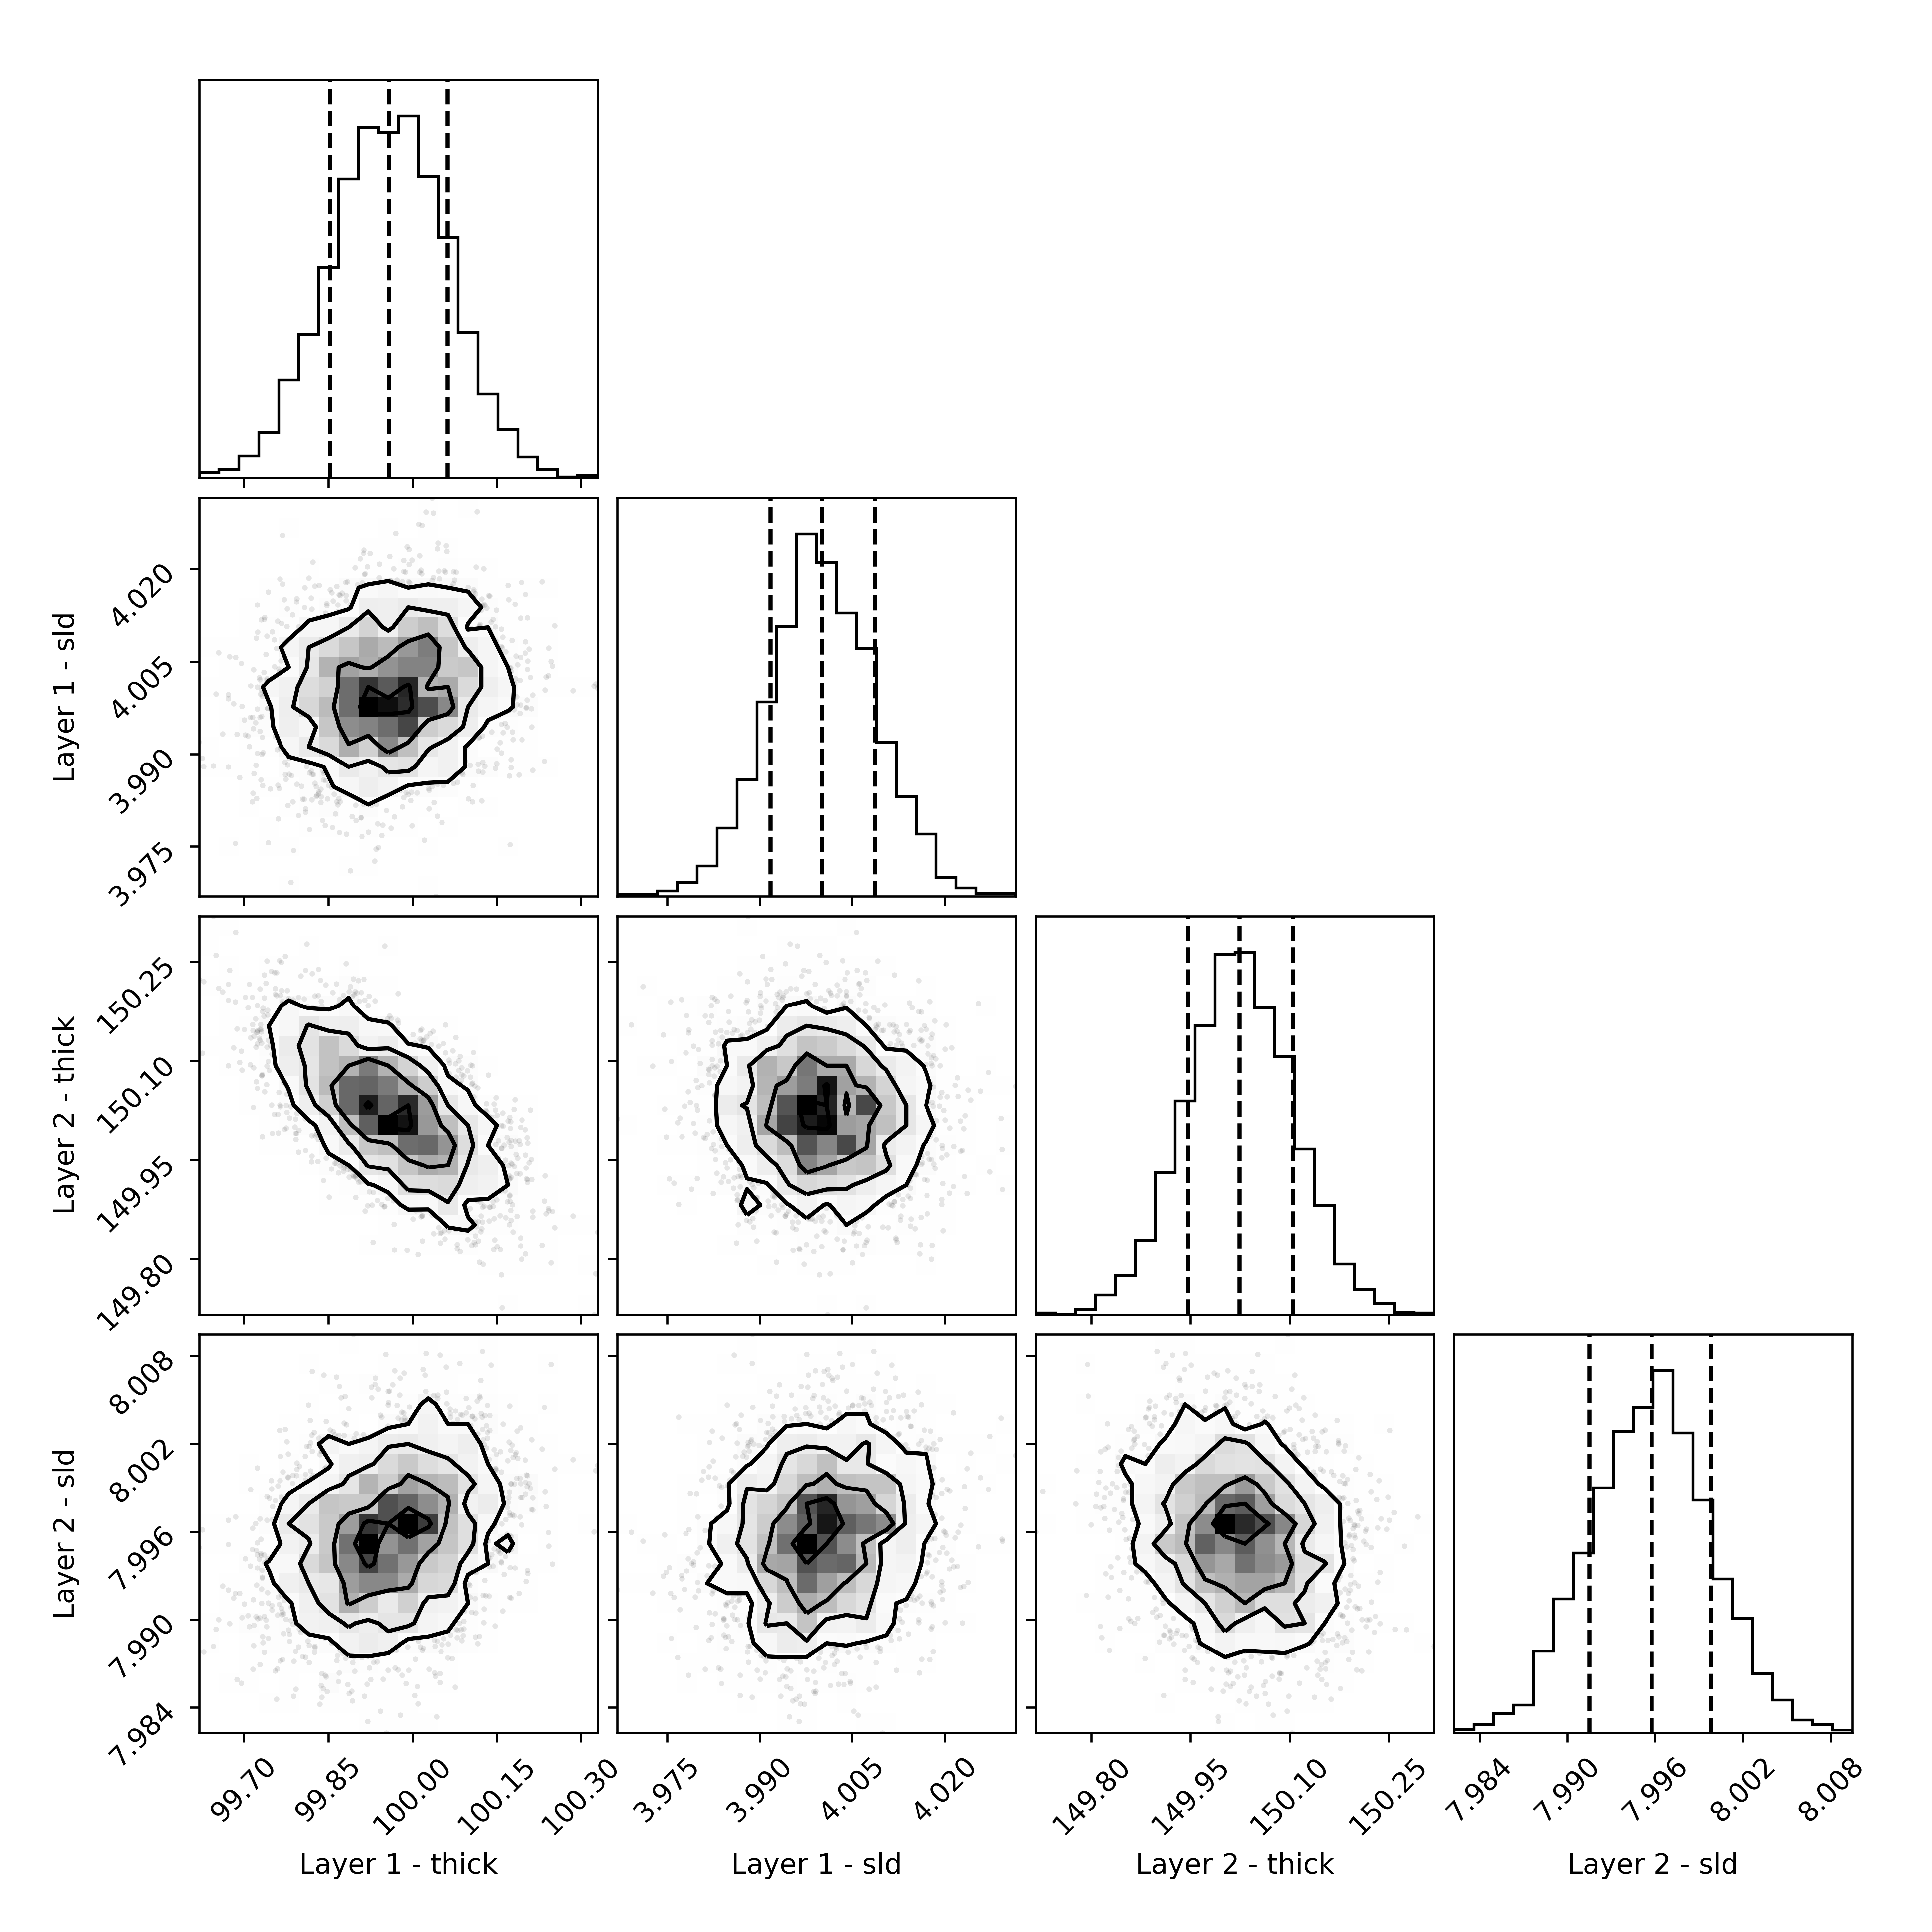 Layer 1 - sld
4.020
4.005
3.990
3.975
Layer 2 - thick
150.25
150.10
149.95
149.80
Layer 2 - sld
8.008
8.002
7.996
7.990
7.984
99.70 99.85 100.00 100.15 100.30 3.975 3.990 4.005 4.020 149.80 149.95 150.10 150.25 7.984 7.990 7.996 8.002 8.008
Layer 1 - thick Layer 1 - sld Layer 2 - thick Layer 2 - sld